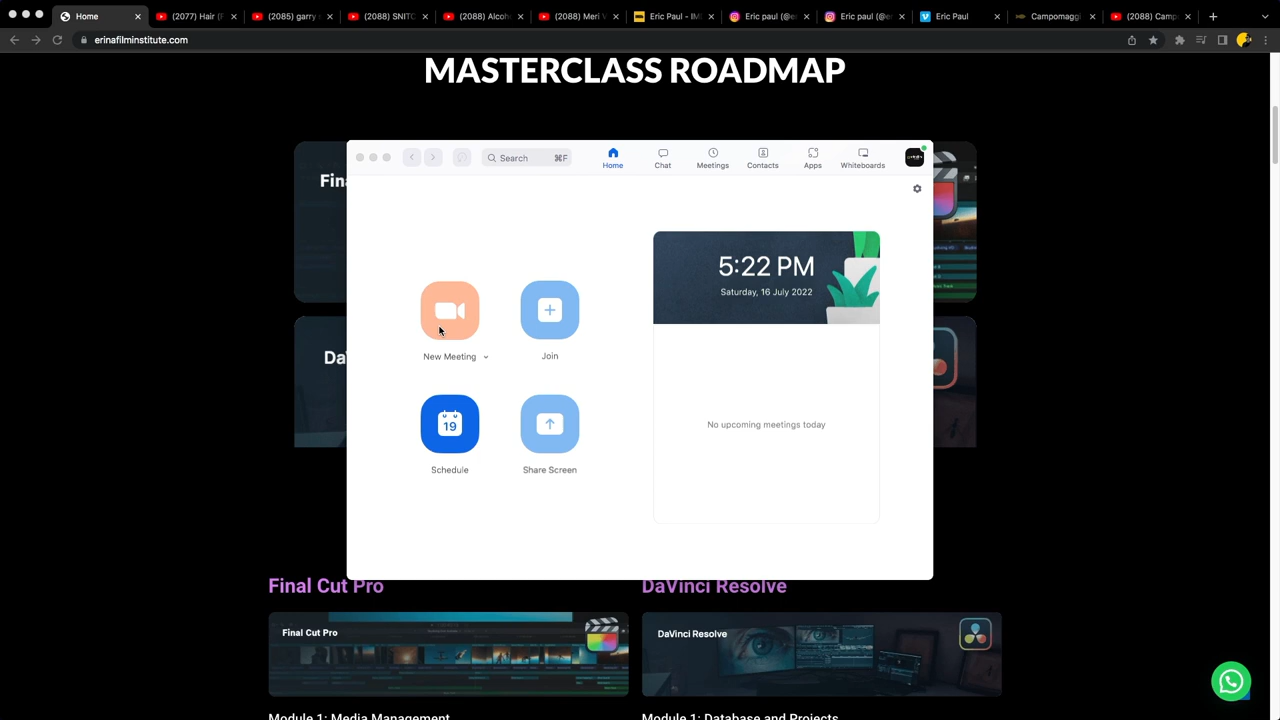 Home
(2077) Hair (F
(2085) garry
(2088) SNITC
(2088) Alcoh
(2088) Meri V
Eric Paul - IM
Eric paul (@e
Eric paul (@e
Eric Paul
Campomaggi
(2088) Camp
erinafilminstitute.com
MASTERCLASS ROADMAP
Search ⌘F
Home
Chat
Meetings
Contacts
Apps
Whiteboards
Fin
5:22 PM
Saturday, 16 July 2022
New Meeting
Join
Da
19
No upcoming meetings today
Schedule
Share Screen
Final Cut Pro
DaVinci Resolve
Final Cut Pro
DaVinci Resolve
Module 1: Media Management
Module 1: Database and Projects